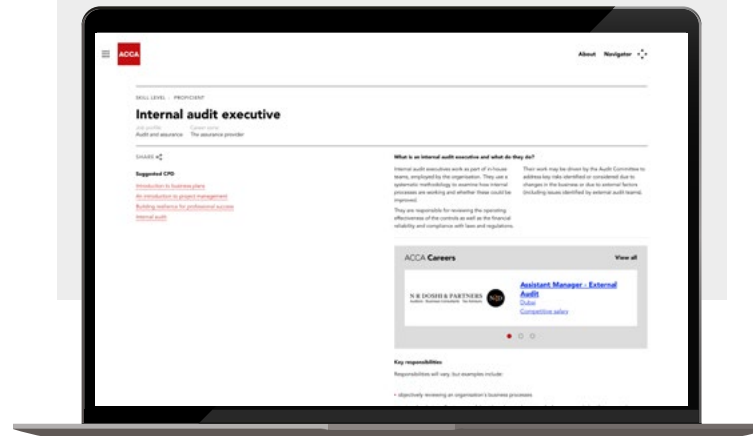 ACCA
About Navigator
SKILL LEVEL : PROFICIENT
Internal audit executive
Job profile Career zone
Audit and assurance The assurance provider
SHARE
Suggested CPD
Introduction to business plans
An introduction to project management
Building resilience for professional success
Internal audit
What is an internal audit executive and what do they do?
Internal audit executives work as part of in-house
teams, employed by the organisation. They use a
systematic methodology to examine how internal
processes are working and whether these could be
improved.
They are responsible for reviewing the operating
effectiveness of the controls as well as the financial
reliability and compliance with laws and regulations.
Their work may be driven by the Audit Committee to
address key risks identified or considered due to
changes in the business or due to external factors
(including issues identified by external audit teams).
ACCA Careers View all
N R DOSHI & PARTNERS
NRD
Assistant Manager - External
Audit
Dubai
Competitive salary
Key responsibilities
Responsibilities will vary, but examples include:
• objectively reviewing an organisation's business processes